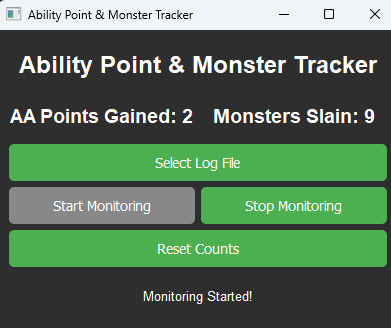 Ability Point & Monster Tracker
Ability Point & Monster Tracker
AA Points Gained: 2 Monsters Slain: 9
Select Log File
Start Monitoring Stop Monitoring
Reset Counts
Monitoring Started!